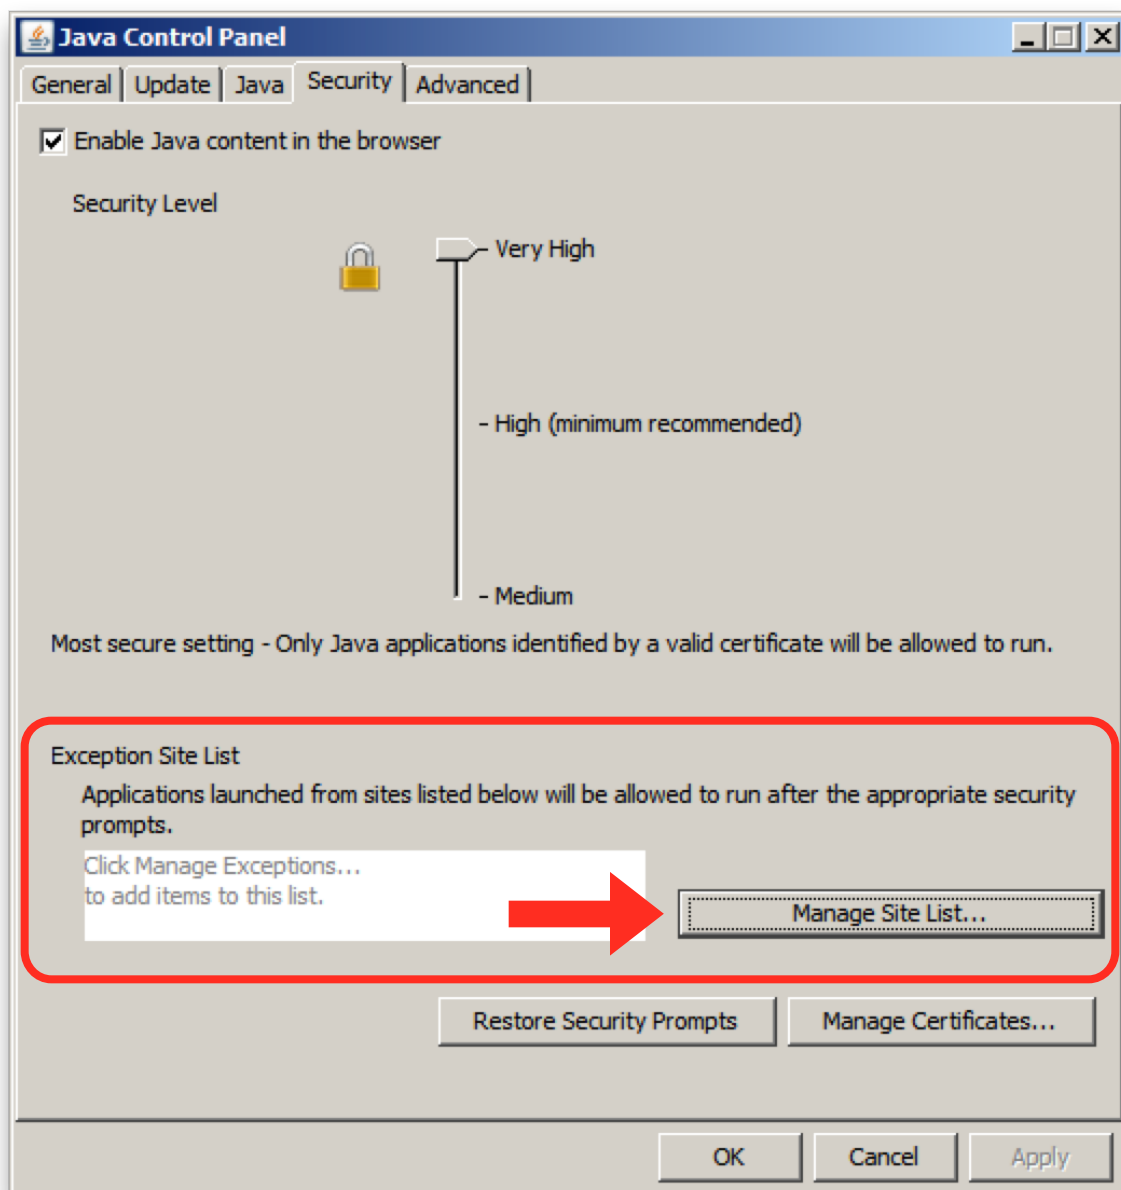 Java Control Panel
General
Update
Java
Security
Advanced
Enable Java content in the browser
Security Level
- Very High
- High (minimum recommended)
- Medium
Most secure setting - Only Java applications identified by a valid certificate will be allowed to run.
Exception Site List
Applications launched from sites listed below will be allowed to run after the appropriate security
prompts.
Click Manage Exceptions...
to add items to this list.
Manage Site List...
Restore Security Prompts
Manage Certificates...
OK
Cancel
Apply